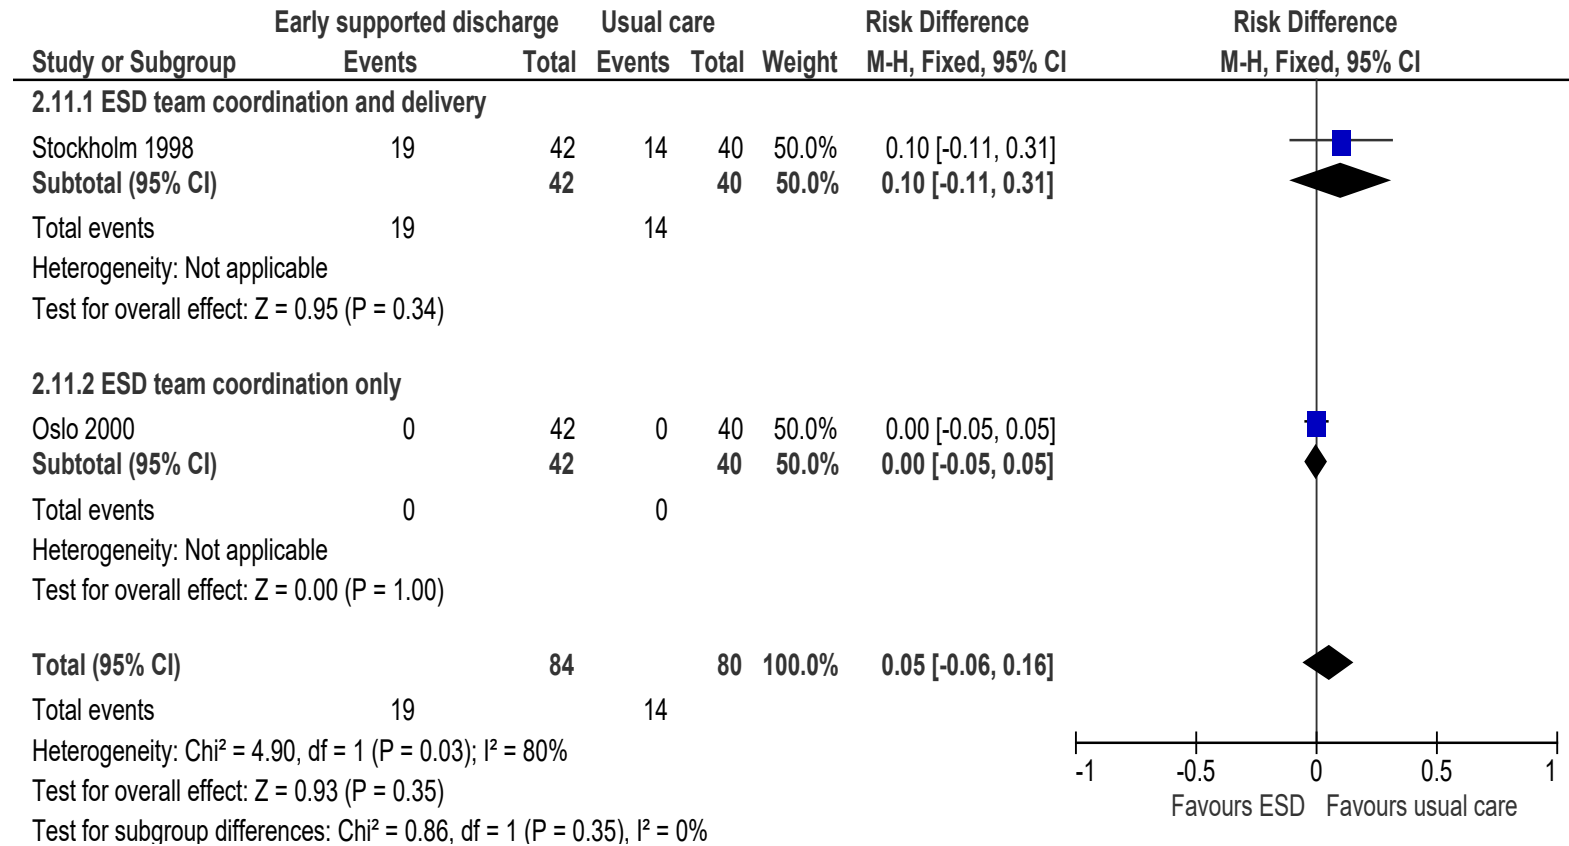 Early supported discharge Usual care Risk Difference Risk Difference
Study or Subgroup Events Total Events Total Weight M-H, Fixed, 95% CI M-H, Fixed, 95% CI
2.11.1 ESD team coordination and delivery
Stockholm 1998 19 42 14 40 50.0% 0.10 [-0.11, 0.31]
Subtotal (95% CI) 42 40 50.0% 0.10 [-0.11, 0.31]
Total events 19 14
Heterogeneity: Not applicable
Test for overall effect: Z = 0.95 (P = 0.34)
2.11.2 ESD team coordination only
Oslo 2000 0 42 0 40 50.0% 0.00 [-0.05, 0.05]
Subtotal (95% CI) 42 40 50.0% 0.00 [-0.05, 0.05]
Total events 0 0
Heterogeneity: Not applicable
Test for overall effect: Z = 0.00 (P = 1.00)
Total (95% CI) 84 80 100.0% 0.05 [-0.06, 0.16]
Total events 19 14
Heterogeneity: Chi² = 4.90, df = 1 (P = 0.03); I² = 80%
Test for overall effect: Z = 0.93 (P = 0.35)
Test for subgroup differences: Chi² = 0.86, df = 1 (P = 0.35), I² = 0%
-1 -0.5 0 0.5 1
Favours ESD Favours usual care